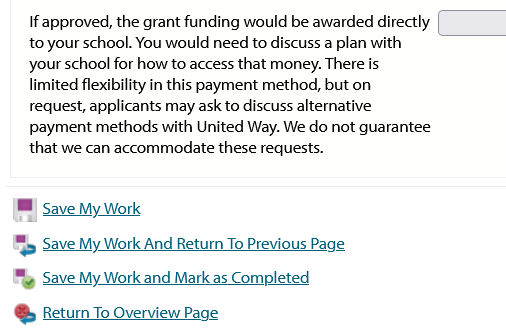 If approved, the grant funding would be awarded directly
to your school. You would need to discuss a plan with
your school for how to access that money. There is
limited flexibility in this payment method, but on
request, applicants may ask to discuss alternative
payment methods with United Way. We do not guarantee
that we can accommodate these requests.
Save My Work
Save My Work And Return To Previous Page
Save My Work and Mark as Completed
Return To Overview Page